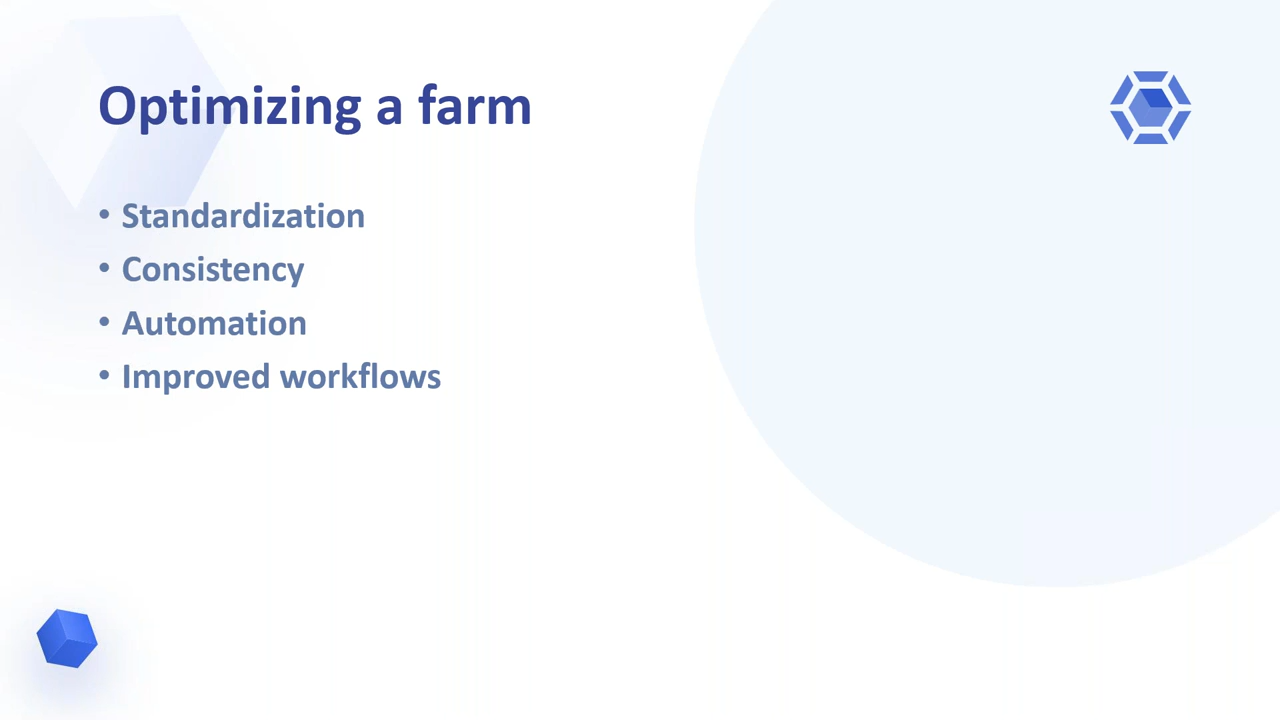 Optimizing a farm
• Standardization
• Consistency
• Automation
• Improved workflows